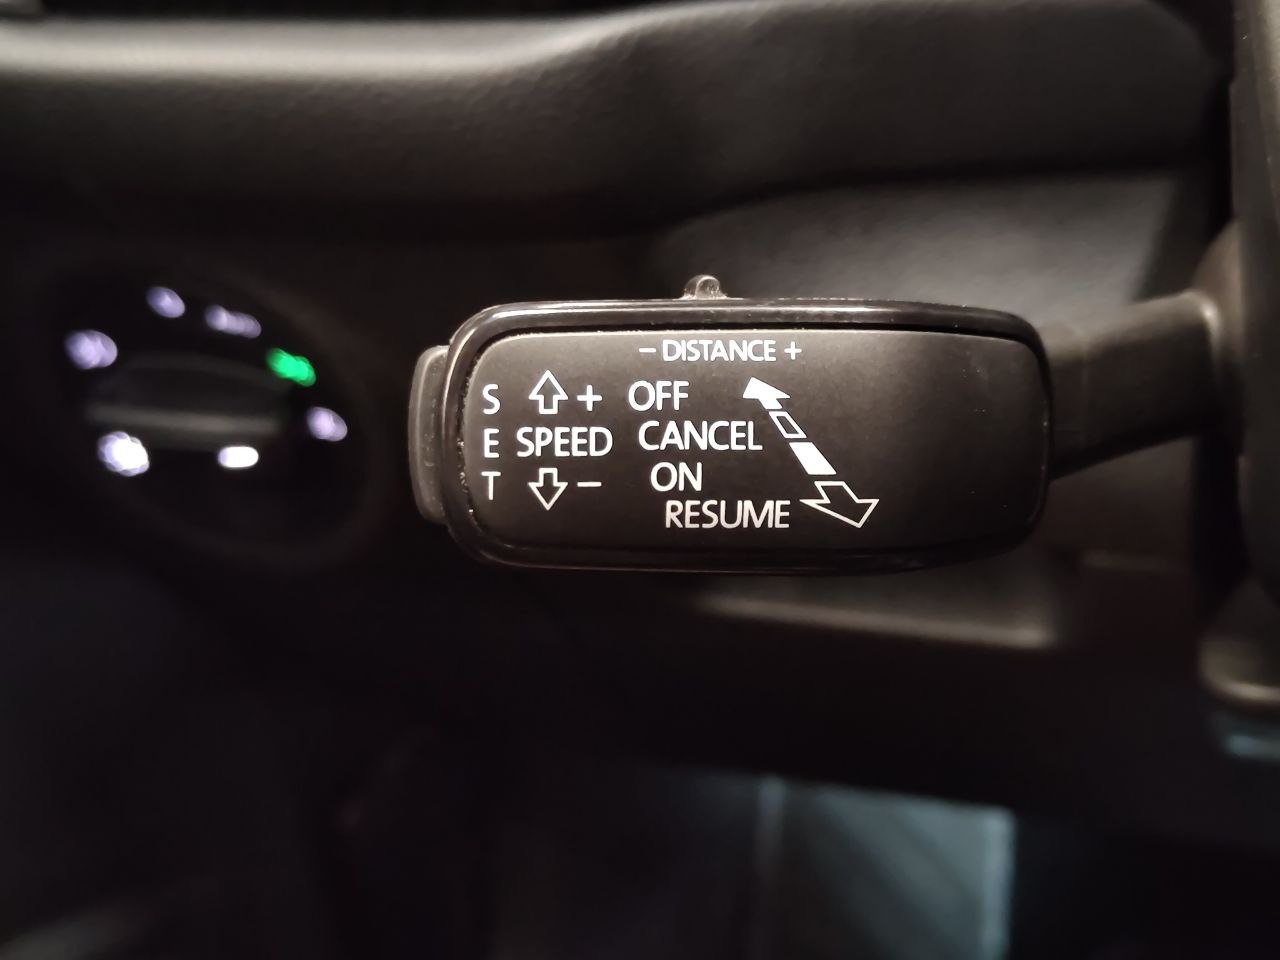 – DISTANCE +
S + OFF
E SPEED CANCEL
T – ON
RESUME